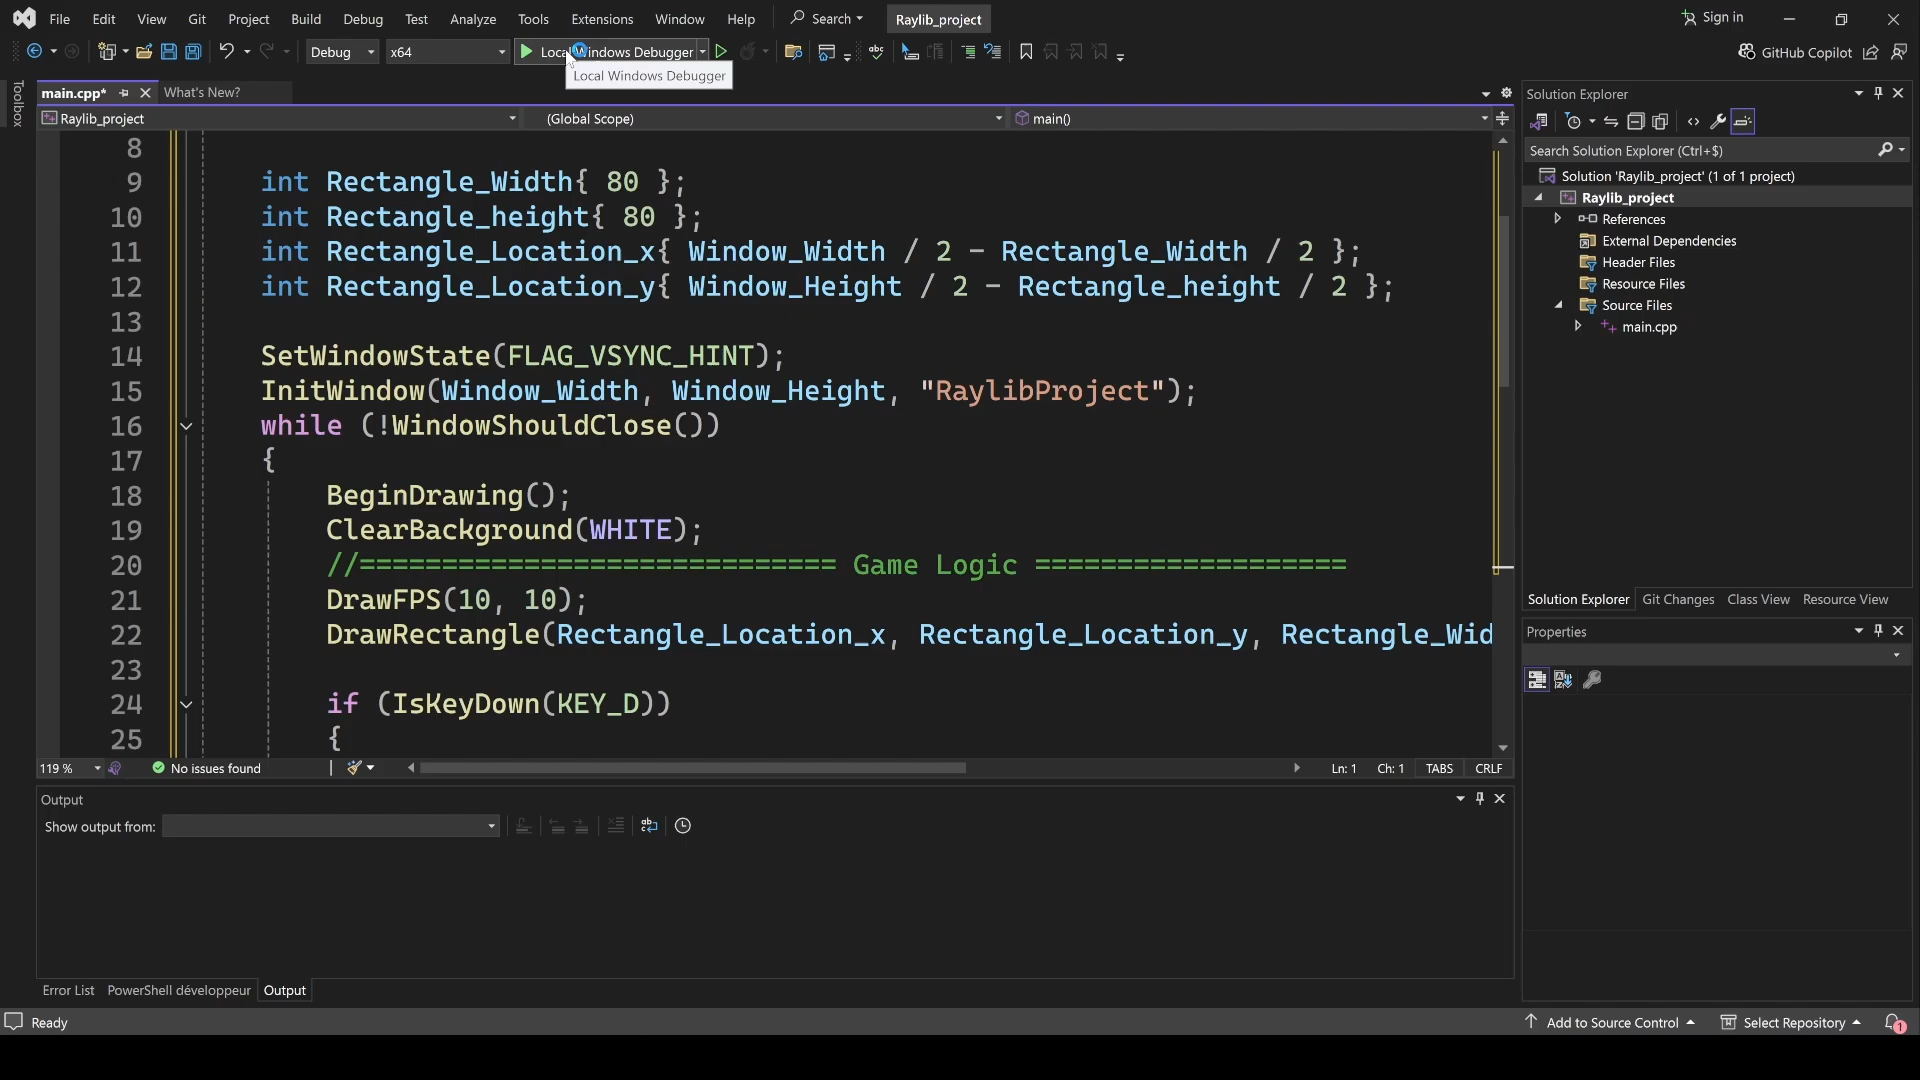 File Edit View Git Project Build Debug Test Analyze Tools Extensions Window Help Search Raylib_project Sign in
Debug x64 Local Windows Debugger GitHub Copilot
Local Windows Debugger
Toolbox
main.cpp* What's New?
Raylib_project (Global Scope) main()
8
9 int Rectangle_Width{ 80 };
10 int Rectangle_height{ 80 };
11 int Rectangle_Location_x{ Window_Width / 2 - Rectangle_Width / 2 };
12 int Rectangle_Location_y{ Window_Height / 2 - Rectangle_height / 2 };
13
14 SetWindowState(FLAG_VSYNC_HINT);
15 InitWindow(Window_Width, Window_Height, "RaylibProject");
16 while (!WindowShouldClose())
17 {
18 BeginDrawing();
19 ClearBackground(WHITE);
20 //============================= Game Logic ===================
21 DrawFPS(10, 10);
22 DrawRectangle(Rectangle_Location_x, Rectangle_Location_y, Rectangle_Wid
23
24 if (IsKeyDown(KEY_D))
25 {
119 % No issues found Ln: 1 Ch: 1 TABS CRLF
Output
Show output from:
Error List PowerShell développeur Output
Solution Explorer
Search Solution Explorer (Ctrl+$)
Solution 'Raylib_project' (1 of 1 project)
Raylib_project
References
External Dependencies
Header Files
Resource Files
Source Files
main.cpp
Solution Explorer Git Changes Class View Resource View
Properties
Ready Add to Source Control Select Repository 1